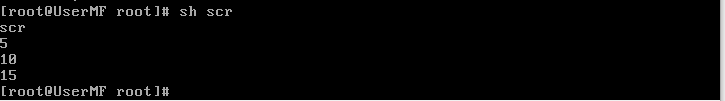 [root@UserMF root]# sh scr
scr
5
10
15
[root@UserMF root]#